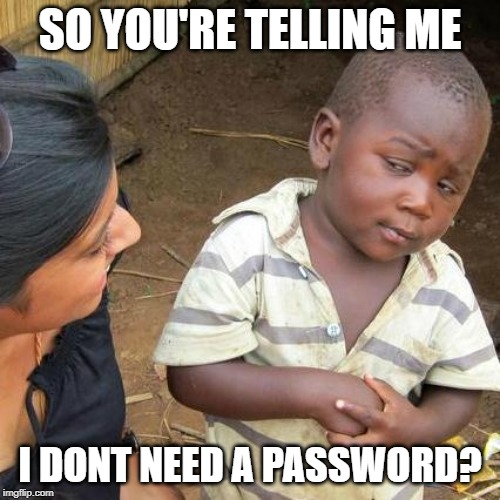 SO YOU'RE TELLING ME
I DONT NEED A PASSWORD?
imgflip.com